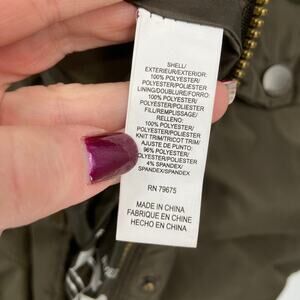 SHELL/
EXTERIEUR/EXTERIOR:
100% POLYESTER/
POLYESTER/POLIESTER
LINING/DOUBLURE/FORRO:
100% POLYESTER/
POLYESTER/POLIESTER
FILL/REMPLISSAGE/
RELLENO:
100% POLYESTER/
POLYESTER/POLIESTER
KNIT TRIM/TRICOT TRIM/
AJUSTE DE PUNTO:
96% POLYESTER/
POLYESTER/POLIESTER
4% SPANDEX/
SPANDEX/SPANDEX
RN 79675
MADE IN CHINA
FABRIQUE EN CHINE
HECHO EN CHINA